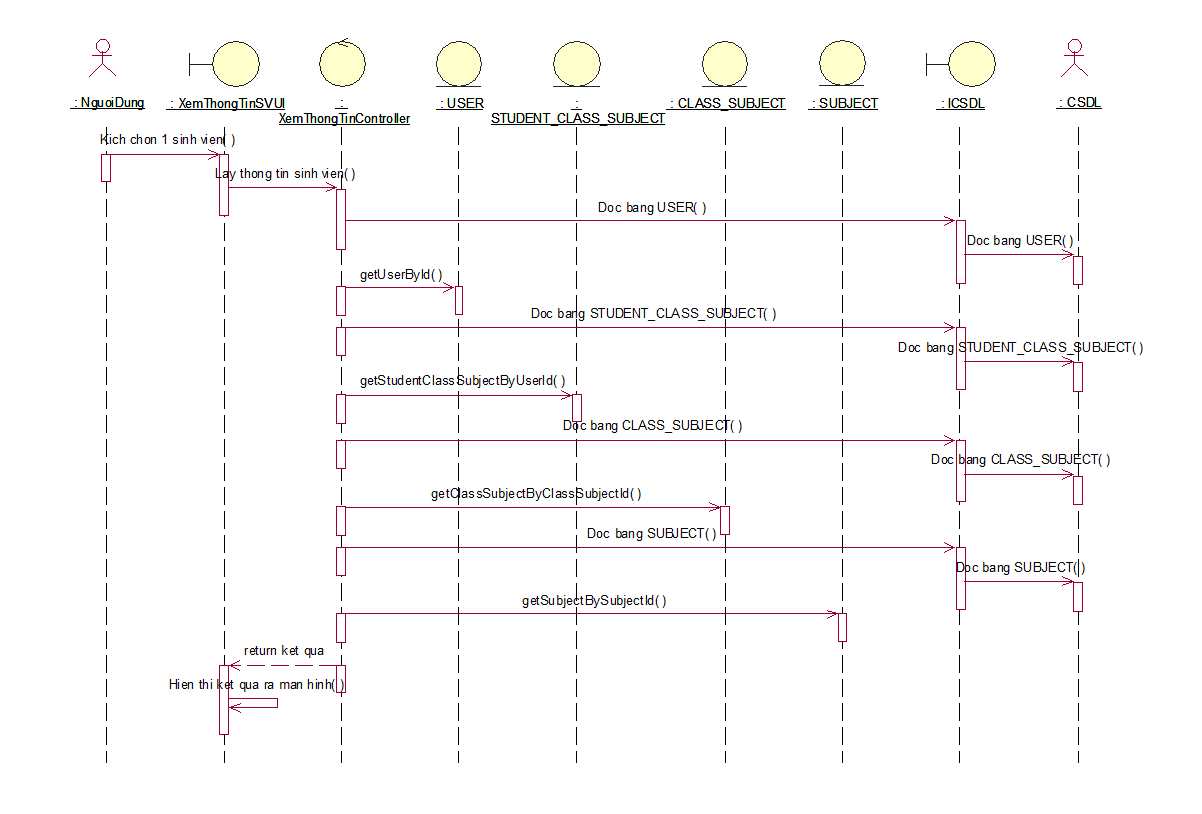 : NguoiDung
: XemThongTinSVUI
:
XemThongTinController
: USER
:
STUDENT_CLASS_SUBJECT
: CLASS_SUBJECT
: SUBJECT
: ICSDL
: CSDL
Kich chon 1 sinh vien( )
Lay thong tin sinh vien( )
Doc bang USER( )
Doc bang USER( )
getUserById( )
Doc bang STUDENT_CLASS_SUBJECT( )
Doc bang STUDENT_CLASS_SUBJECT( )
getStudentClassSubjectByUserId( )
Doc bang CLASS_SUBJECT( )
Doc bang CLASS_SUBJECT( )
getClassSubjectByClassSubjectId( )
Doc bang SUBJECT( )
Doc bang SUBJECT( )
getSubjectBySubjectId( )
return ket qua
Hien thi ket qua ra man hinh( )